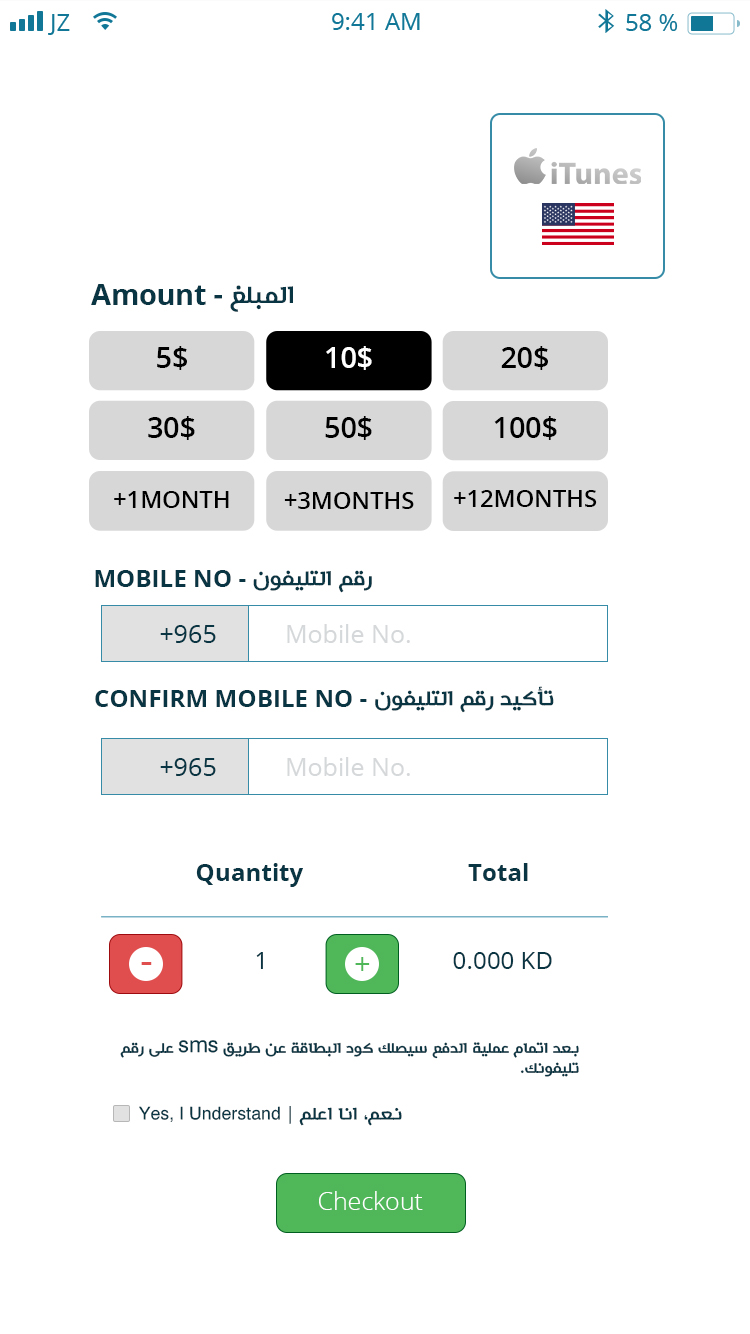 JZ 9:41 AM 58 %
iTunes
Amount - المبلغ
5$ 10$ 20$
30$ 50$ 100$
+1MONTH +3MONTHS +12MONTHS
MOBILE NO - رقم التليفون
+965 Mobile No.
CONFIRM MOBILE NO - تأكيد رقم التليفون
+965 Mobile No.
Quantity Total
- 1 + 0.000 KD
بعد اتمام عملية الدفع سيصلك كود البطاقة عن طريق sms على رقم
تليفونك.
Yes, I Understand | نعم، انا اعلم
Checkout